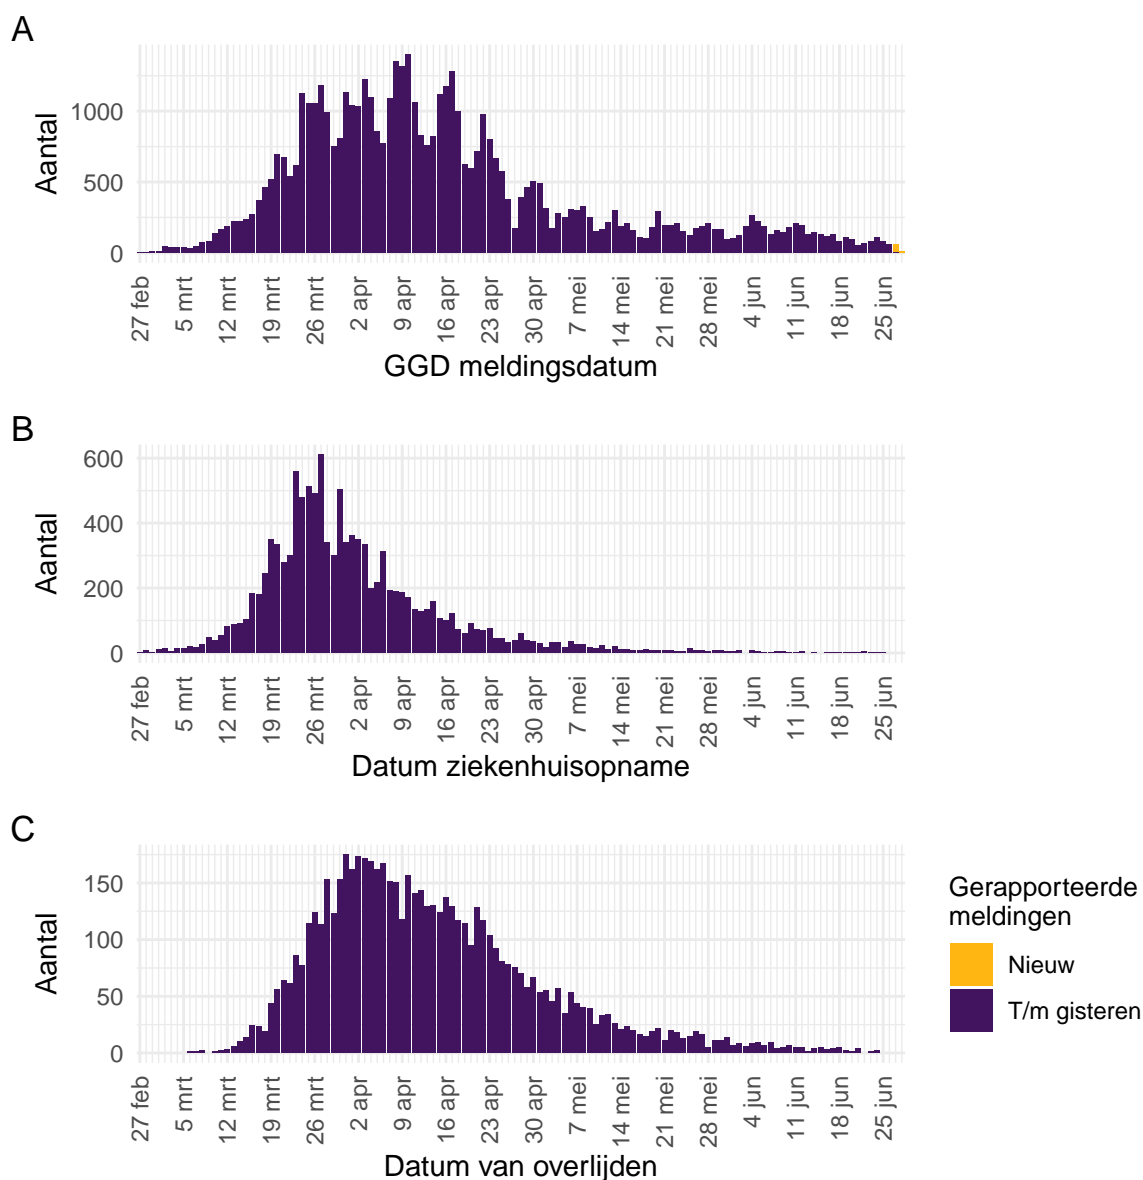 A
Aantal
1000
500
0
27 feb
5 mrt
12 mrt
19 mrt
26 mrt
2 apr
9 apr
16 apr
23 apr
30 apr
7 mei
14 mei
21 mei
28 mei
4 jun
11 jun
18 jun
25 jun
GGD meldingsdatum
B
Aantal
600
400
200
0
27 feb
5 mrt
12 mrt
19 mrt
26 mrt
2 apr
9 apr
16 apr
23 apr
30 apr
7 mei
14 mei
21 mei
28 mei
4 jun
11 jun
18 jun
25 jun
Datum ziekenhuisopname
C
Aantal
150
100
50
0
27 feb
5 mrt
12 mrt
19 mrt
26 mrt
2 apr
9 apr
16 apr
23 apr
30 apr
7 mei
14 mei
21 mei
28 mei
4 jun
11 jun
18 jun
25 jun
Datum van overlijden
Gerapporteerde
meldingen
Nieuw
T/m gisteren